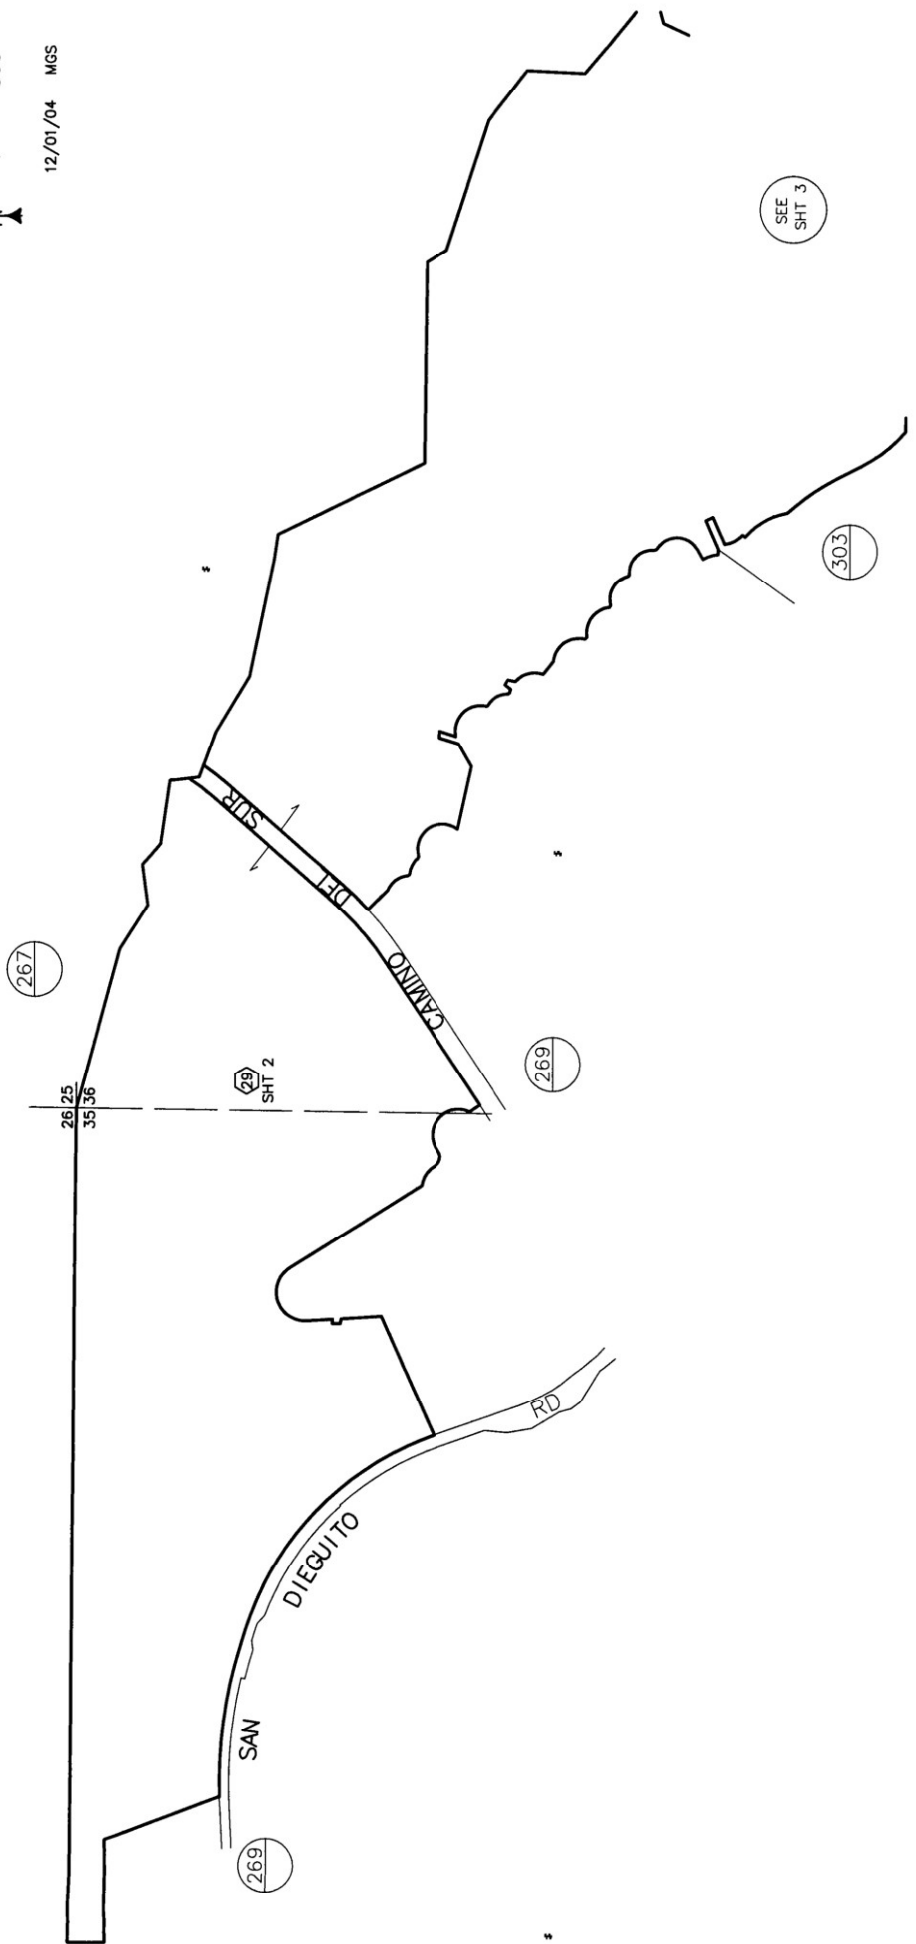 12/01/04 MGS
267
26 25
35 36
29
SHT 2
SUR
DEL
CAMINO
269
SEE
SHT 3
303
SAN
DIEGUITO
RD
269